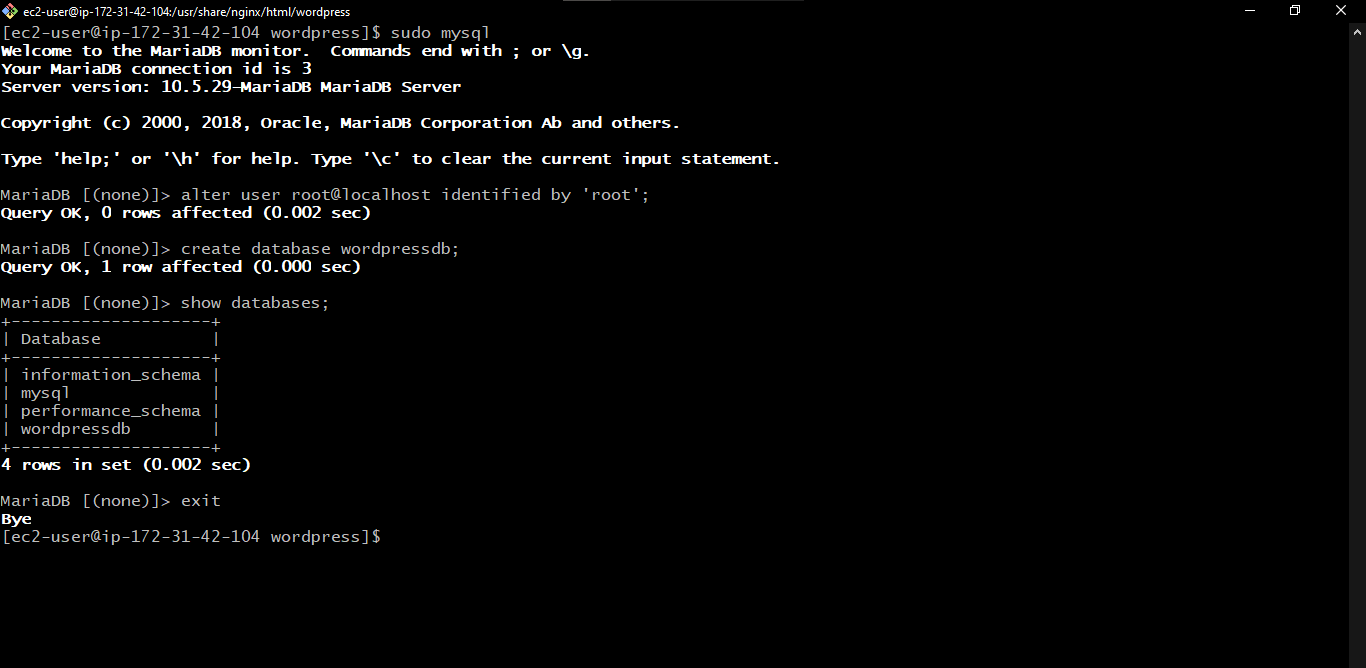 ec2-user@ip-172-31-42-104:/usr/share/nginx/html/wordpress
[ec2-user@ip-172-31-42-104 wordpress]$ sudo mysql
Welcome to the MariaDB monitor.  Commands end with ; or \g.
Your MariaDB connection id is 3
Server version: 10.5.29-MariaDB MariaDB Server
Copyright (c) 2000, 2018, Oracle, MariaDB Corporation Ab and others.
Type 'help;' or '\h' for help. Type '\c' to clear the current input statement.
MariaDB [(none)]> alter user root@localhost identified by 'root';
Query OK, 0 rows affected (0.002 sec)
MariaDB [(none)]> create database wordpressdb;
Query OK, 1 row affected (0.000 sec)
MariaDB [(none)]> show databases;
+--------------------+
| Database           |
+--------------------+
| information_schema |
| mysql              |
| performance_schema |
| wordpressdb        |
+--------------------+
4 rows in set (0.002 sec)
MariaDB [(none)]> exit
Bye
[ec2-user@ip-172-31-42-104 wordpress]$